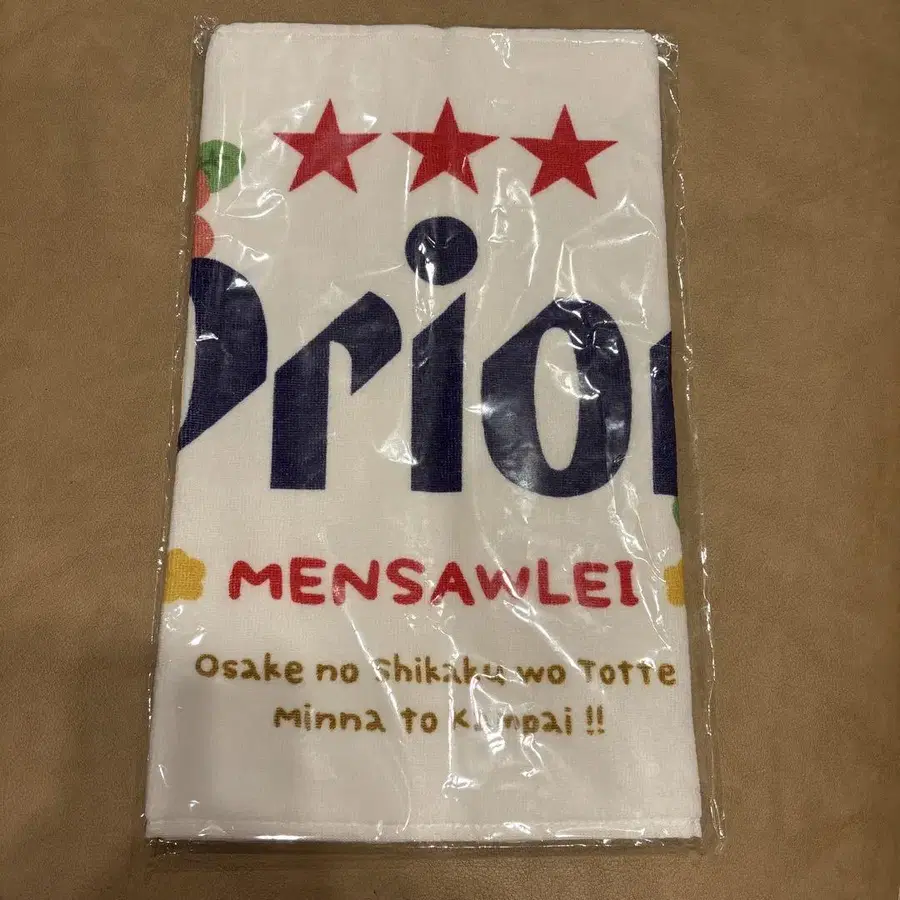 Orion
MENSAWLEI
Osake no Shikaku wo Totte
Minna to Kanpai !!